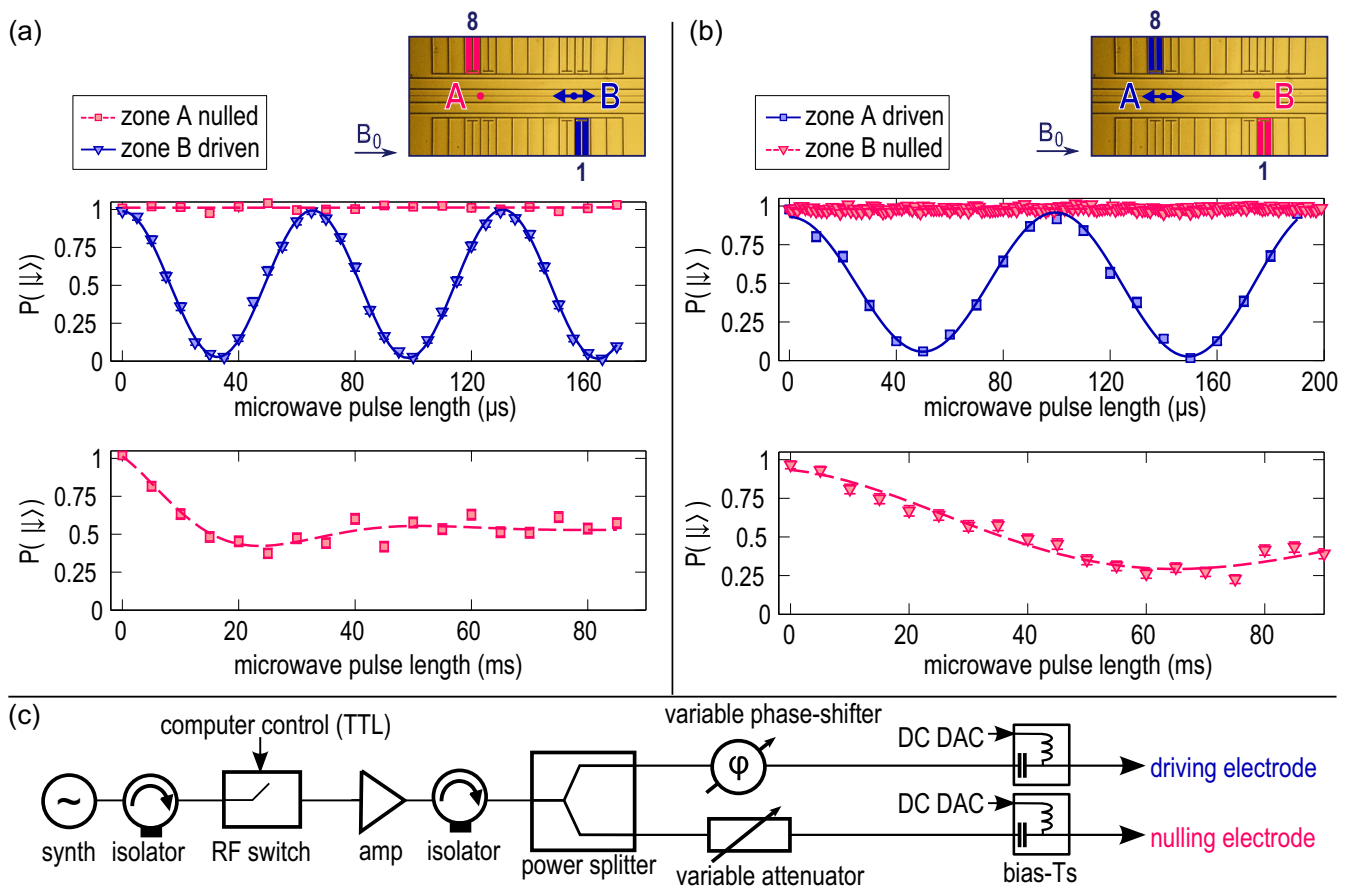 (a)
8
A
B
1
B0
zone A nulled
zone B driven
P( |↓⟩)
1
0.75
0.5
0.25
0
0
40
80
120
160
microwave pulse length (µs)
P( |↓⟩)
1
0.75
0.5
0.25
0
0
20
40
60
80
microwave pulse length (ms)
(b)
8
A
B
1
B0
zone A driven
zone B nulled
P( |↓⟩)
1
0.75
0.5
0.25
0
0
40
80
120
160
200
microwave pulse length (µs)
P( |↓⟩)
1
0.75
0.5
0.25
0
0
20
40
60
80
microwave pulse length (ms)
(c)
computer control (TTL)
variable phase-shifter
DC DAC
~
φ
driving electrode
DC DAC
nulling electrode
synth
isolator
RF switch
amp
isolator
power splitter
variable attenuator
bias-Ts